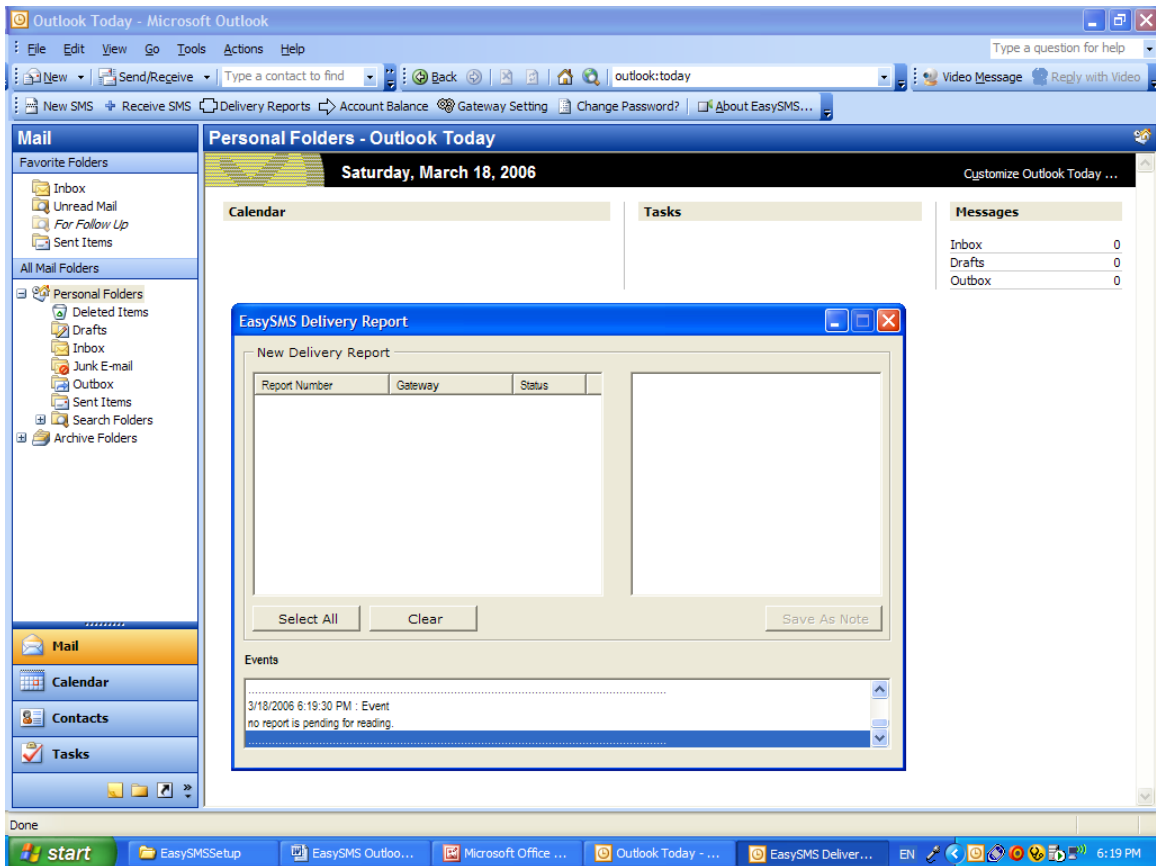 Outlook Today - Microsoft Outlook
File Edit View Go Tools Actions Help Type a question for help
New Send/Receive Type a contact to find Back outlook:today Video Message Reply with Video
New SMS Receive SMS Delivery Reports Account Balance Gateway Setting Change Password? About EasySMS...
Mail
Favorite Folders
Inbox
Unread Mail
For Follow Up
Sent Items
All Mail Folders
Personal Folders
Deleted Items
Drafts
Inbox
Junk E-mail
Outbox
Sent Items
Search Folders
Archive Folders
Mail
Calendar
Contacts
Tasks
Personal Folders - Outlook Today
Saturday, March 18, 2006 Customize Outlook Today ...
Calendar Tasks Messages
Inbox 0
Drafts 0
Outbox 0
EasySMS Delivery Report
New Delivery Report
Report Number Gateway Status
Select All Clear Save As Note
Events
................................................................................
3/18/2006 6:19:30 PM : Event
no report is pending for reading.
................................................................................
Done
start EasySMSSetup EasySMS Outloo... Microsoft Office ... Outlook Today - ... EasySMS Deliver... EN 6:19 PM